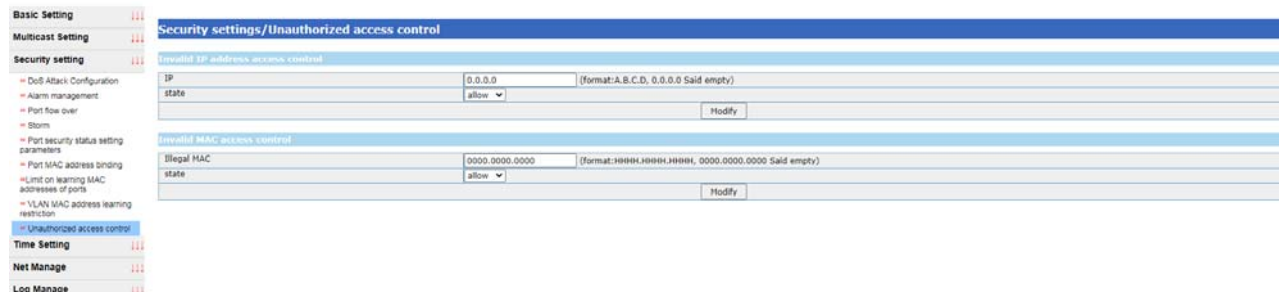 Basic Setting
Multicast Setting
Security setting
DoS Attack Configuration
Alarm management
Port flow over
Storm
Port security status setting
parameters
Port MAC address binding
Limit on learning MAC
addresses of ports
VLAN MAC address learning
restriction
Unauthorized access control
Time Setting
Net Manage
Log Manage
Security settings/Unauthorized access control
Invalid IP address access control
IP 0.0.0.0 (format:A.B.C.D, 0.0.0.0 Said empty)
state allow
Modify
Invalid MAC access control
Illegal MAC 0000.0000.0000 (format:HHHH.HHHH.HHHH, 0000.0000.0000 Said empty)
state allow
Modify